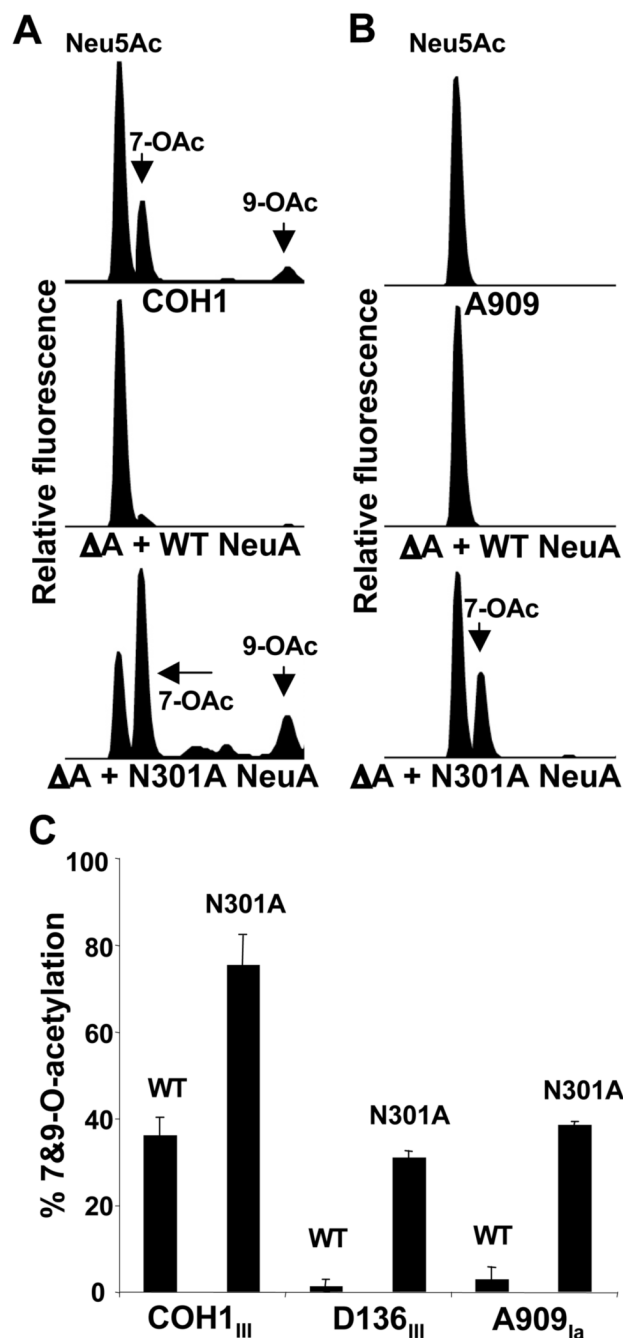 A
Neu5Ac
7-OAc
9-OAc
COH1
ΔA + WT NeuA
9-OAc
7-OAc
ΔA + N301A NeuA
Relative fluorescence
B
Neu5Ac
A909
ΔA + WT NeuA
7-OAc
ΔA + N301A NeuA
Relative fluorescence
C
% 7&9-O-acetylation
100
80
60
40
20
0
WT
N301A
WT
N301A
WT
N301A
COH1III D136III A909Ia